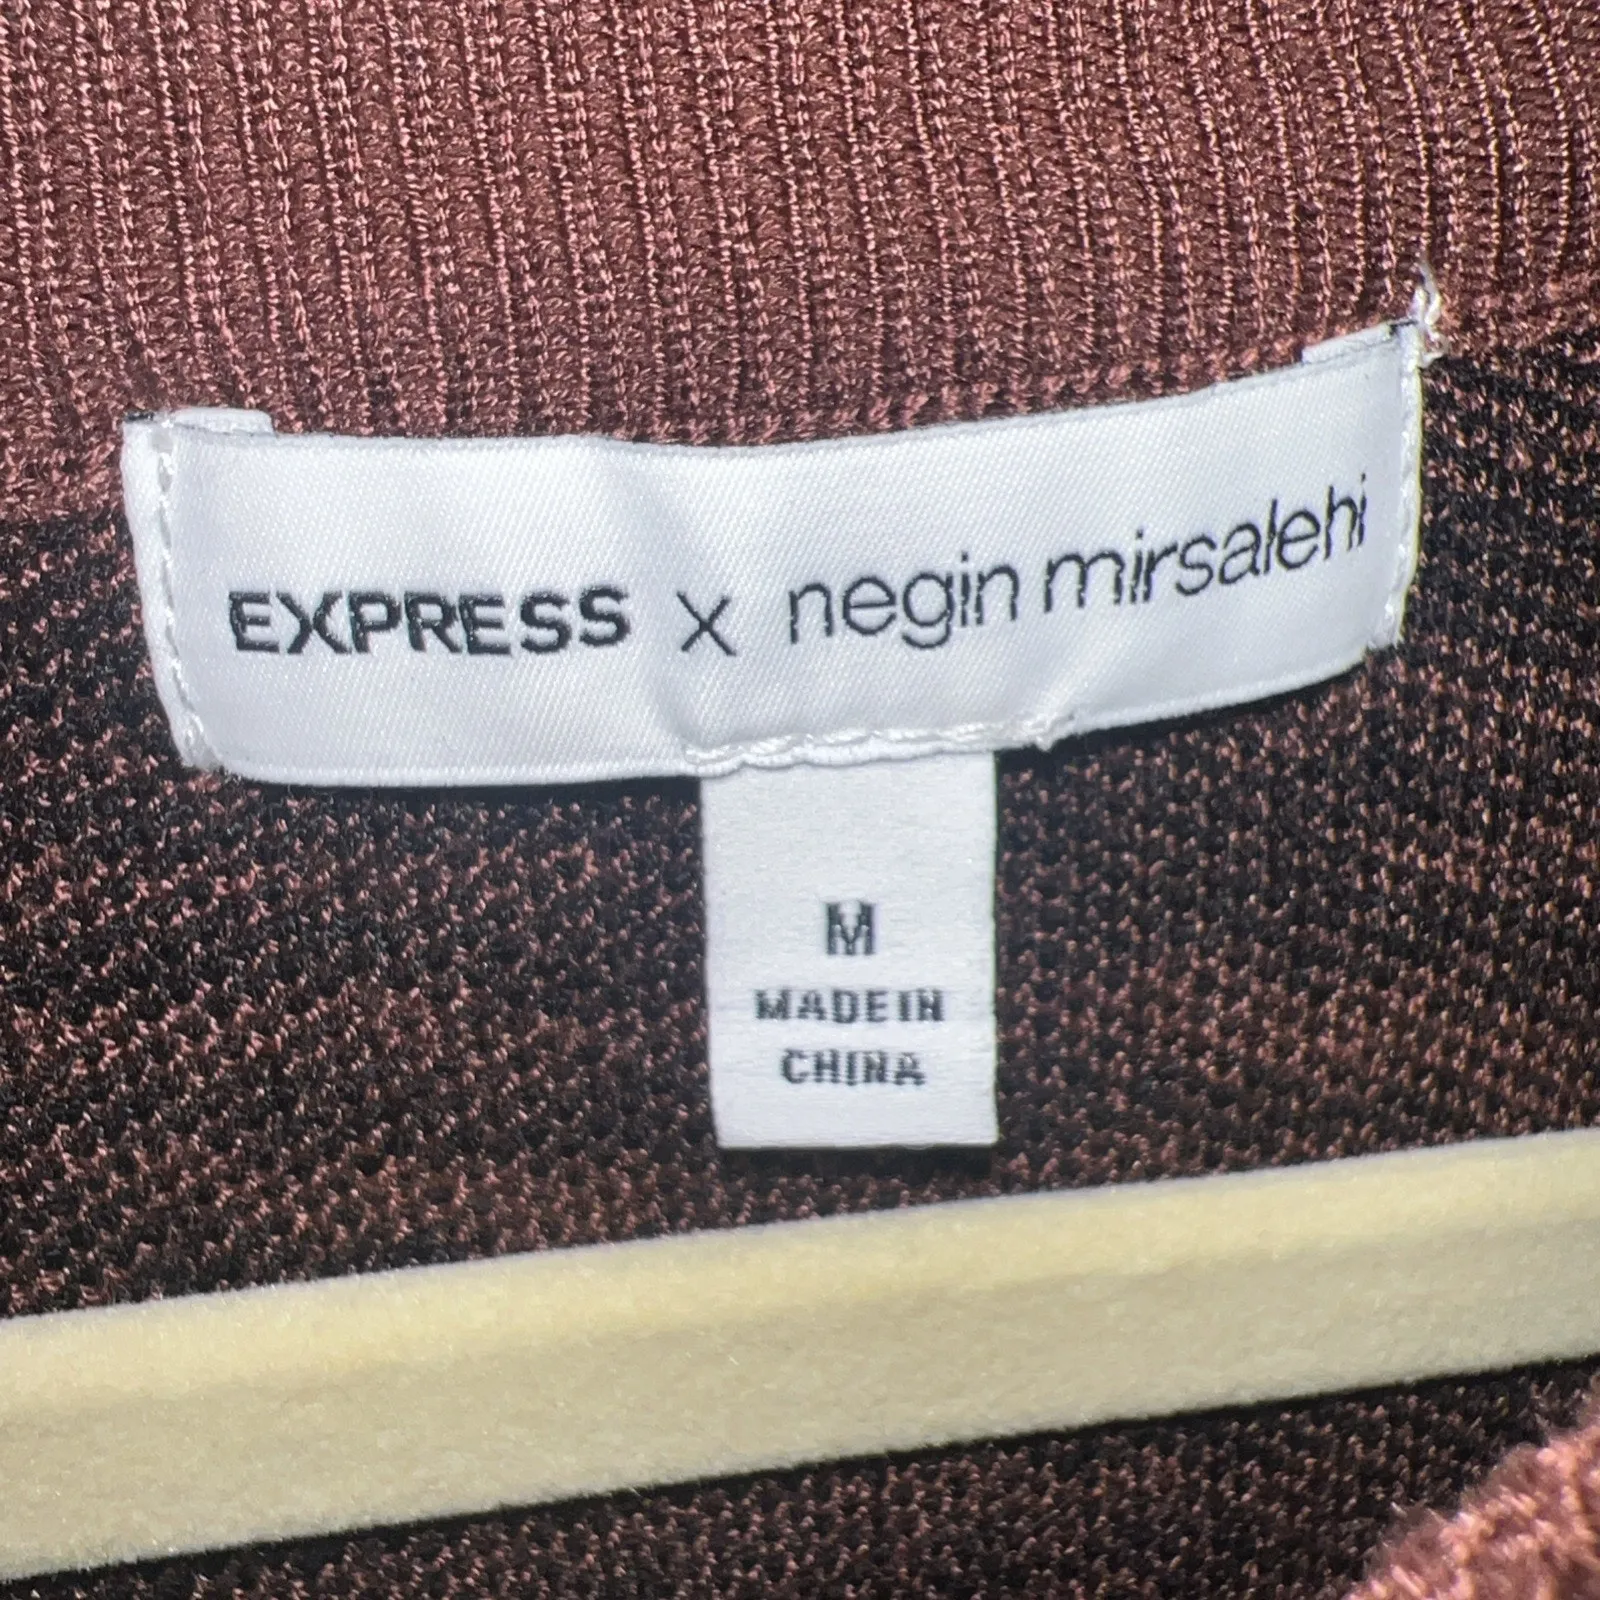 EXPRESS x negin mirsalehi
M
MADE IN
CHINA